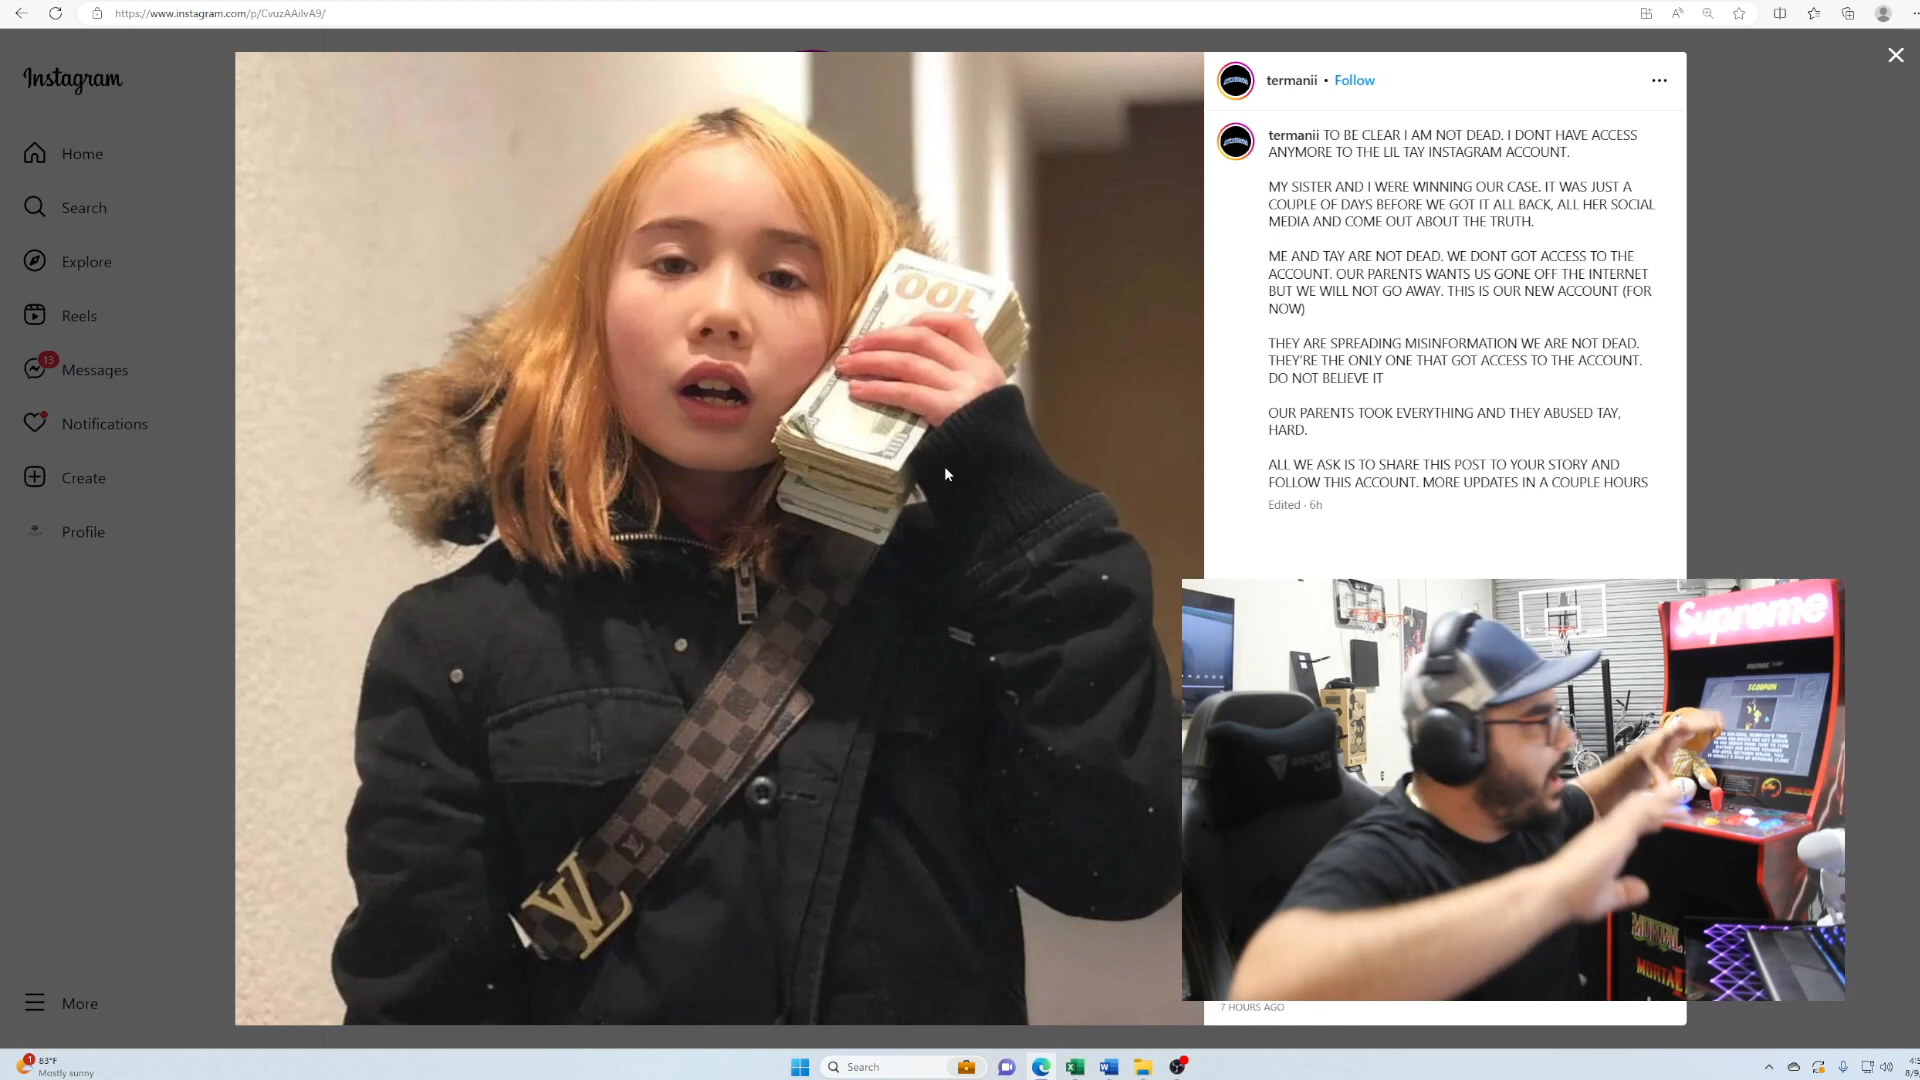 https://www.instagram.com/p/CvuzAAilvA9/
Instagram
Home
Search
Explore
Reels
13
Messages
Notifications
Create
Profile
More
100
LV
termanii • Follow
termanii TO BE CLEAR I AM NOT DEAD. I DONT HAVE ACCESS
ANYMORE TO THE LIL TAY INSTAGRAM ACCOUNT.
MY SISTER AND I WERE WINNING OUR CASE. IT WAS JUST A
COUPLE OF DAYS BEFORE WE GOT IT ALL BACK, ALL HER SOCIAL
MEDIA AND COME OUT ABOUT THE TRUTH.
ME AND TAY ARE NOT DEAD. WE DONT GOT ACCESS TO THE
ACCOUNT. OUR PARENTS WANTS US GONE OFF THE INTERNET
BUT WE WILL NOT GO AWAY. THIS IS OUR NEW ACCOUNT (FOR
NOW)
THEY ARE SPREADING MISINFORMATION WE ARE NOT DEAD.
THEY'RE THE ONLY ONE THAT GOT ACCESS TO THE ACCOUNT.
DO NOT BELIEVE IT
OUR PARENTS TOOK EVERYTHING AND THEY ABUSED TAY,
HARD.
ALL WE ASK IS TO SHARE THIS POST TO YOUR STORY AND
FOLLOW THIS ACCOUNT. MORE UPDATES IN A COUPLE HOURS
Edited · 6h
Supreme
SCORPION
MORTAL
MORTAL
7 HOURS AGO
1
83°F
Mostly sunny
Search